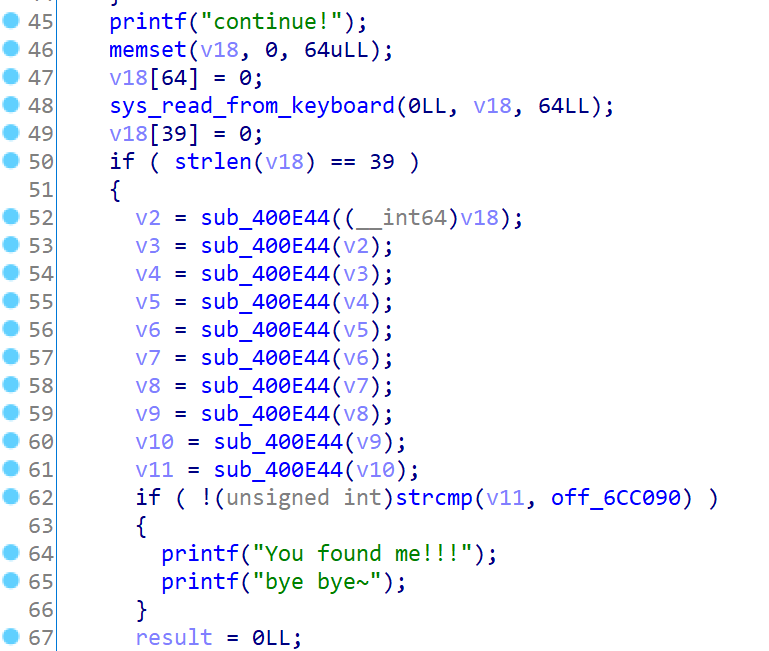 45 printf("continue!");
46 memset(v18, 0, 64uLL);
47 v18[64] = 0;
48 sys_read_from_keyboard(0LL, v18, 64LL);
49 v18[39] = 0;
50 if ( strlen(v18) == 39 )
51 {
52 v2 = sub_400E44((__int64)v18);
53 v3 = sub_400E44(v2);
54 v4 = sub_400E44(v3);
55 v5 = sub_400E44(v4);
56 v6 = sub_400E44(v5);
57 v7 = sub_400E44(v6);
58 v8 = sub_400E44(v7);
59 v9 = sub_400E44(v8);
60 v10 = sub_400E44(v9);
61 v11 = sub_400E44(v10);
62 if ( !(unsigned int)strcmp(v11, off_6CC090) )
63 {
64 printf("You found me!!!");
65 printf("bye bye~");
66 }
67 result = 0LL;